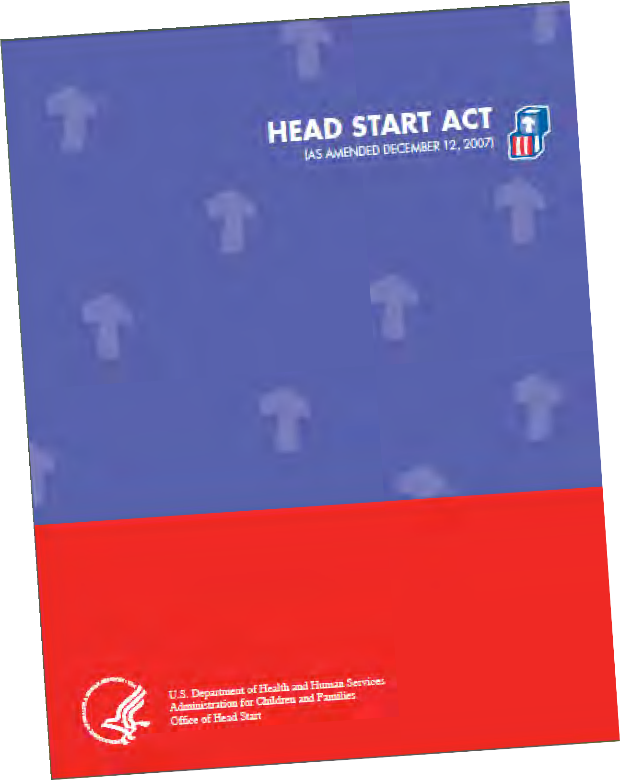 HEAD START ACT
(AS AMENDED DECEMBER 12, 2007)
U.S. Department of Health and Human Services
Administration for Children and Families
Office of Head Start